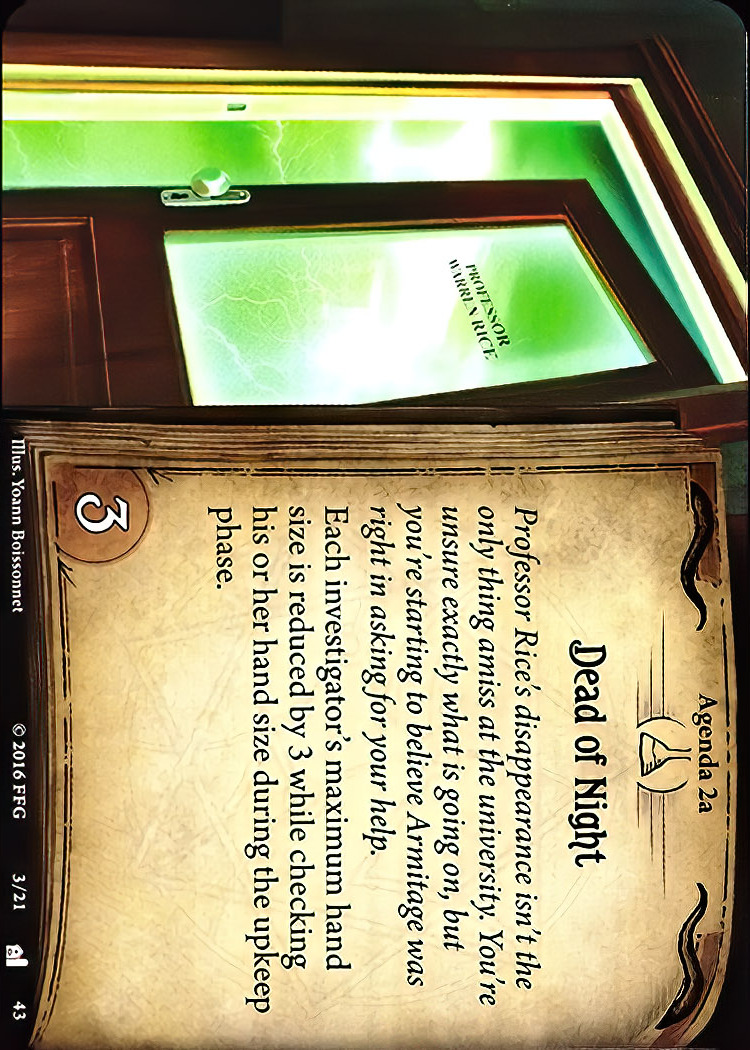 PROFESSOR
WARREN RICE
Agenda 2a
Dead of Night
Professor Rice's disappearance isn't the
only thing amiss at the university. You're
unsure exactly what is going on, but
you're starting to believe Armitage was
right in asking for your help.
Each investigator's maximum hand
size is reduced by 3 while checking
his or her hand size during the upkeep
phase.
3
Illus. Yoann Boissonnet
© 2016 FFG
3/21
43